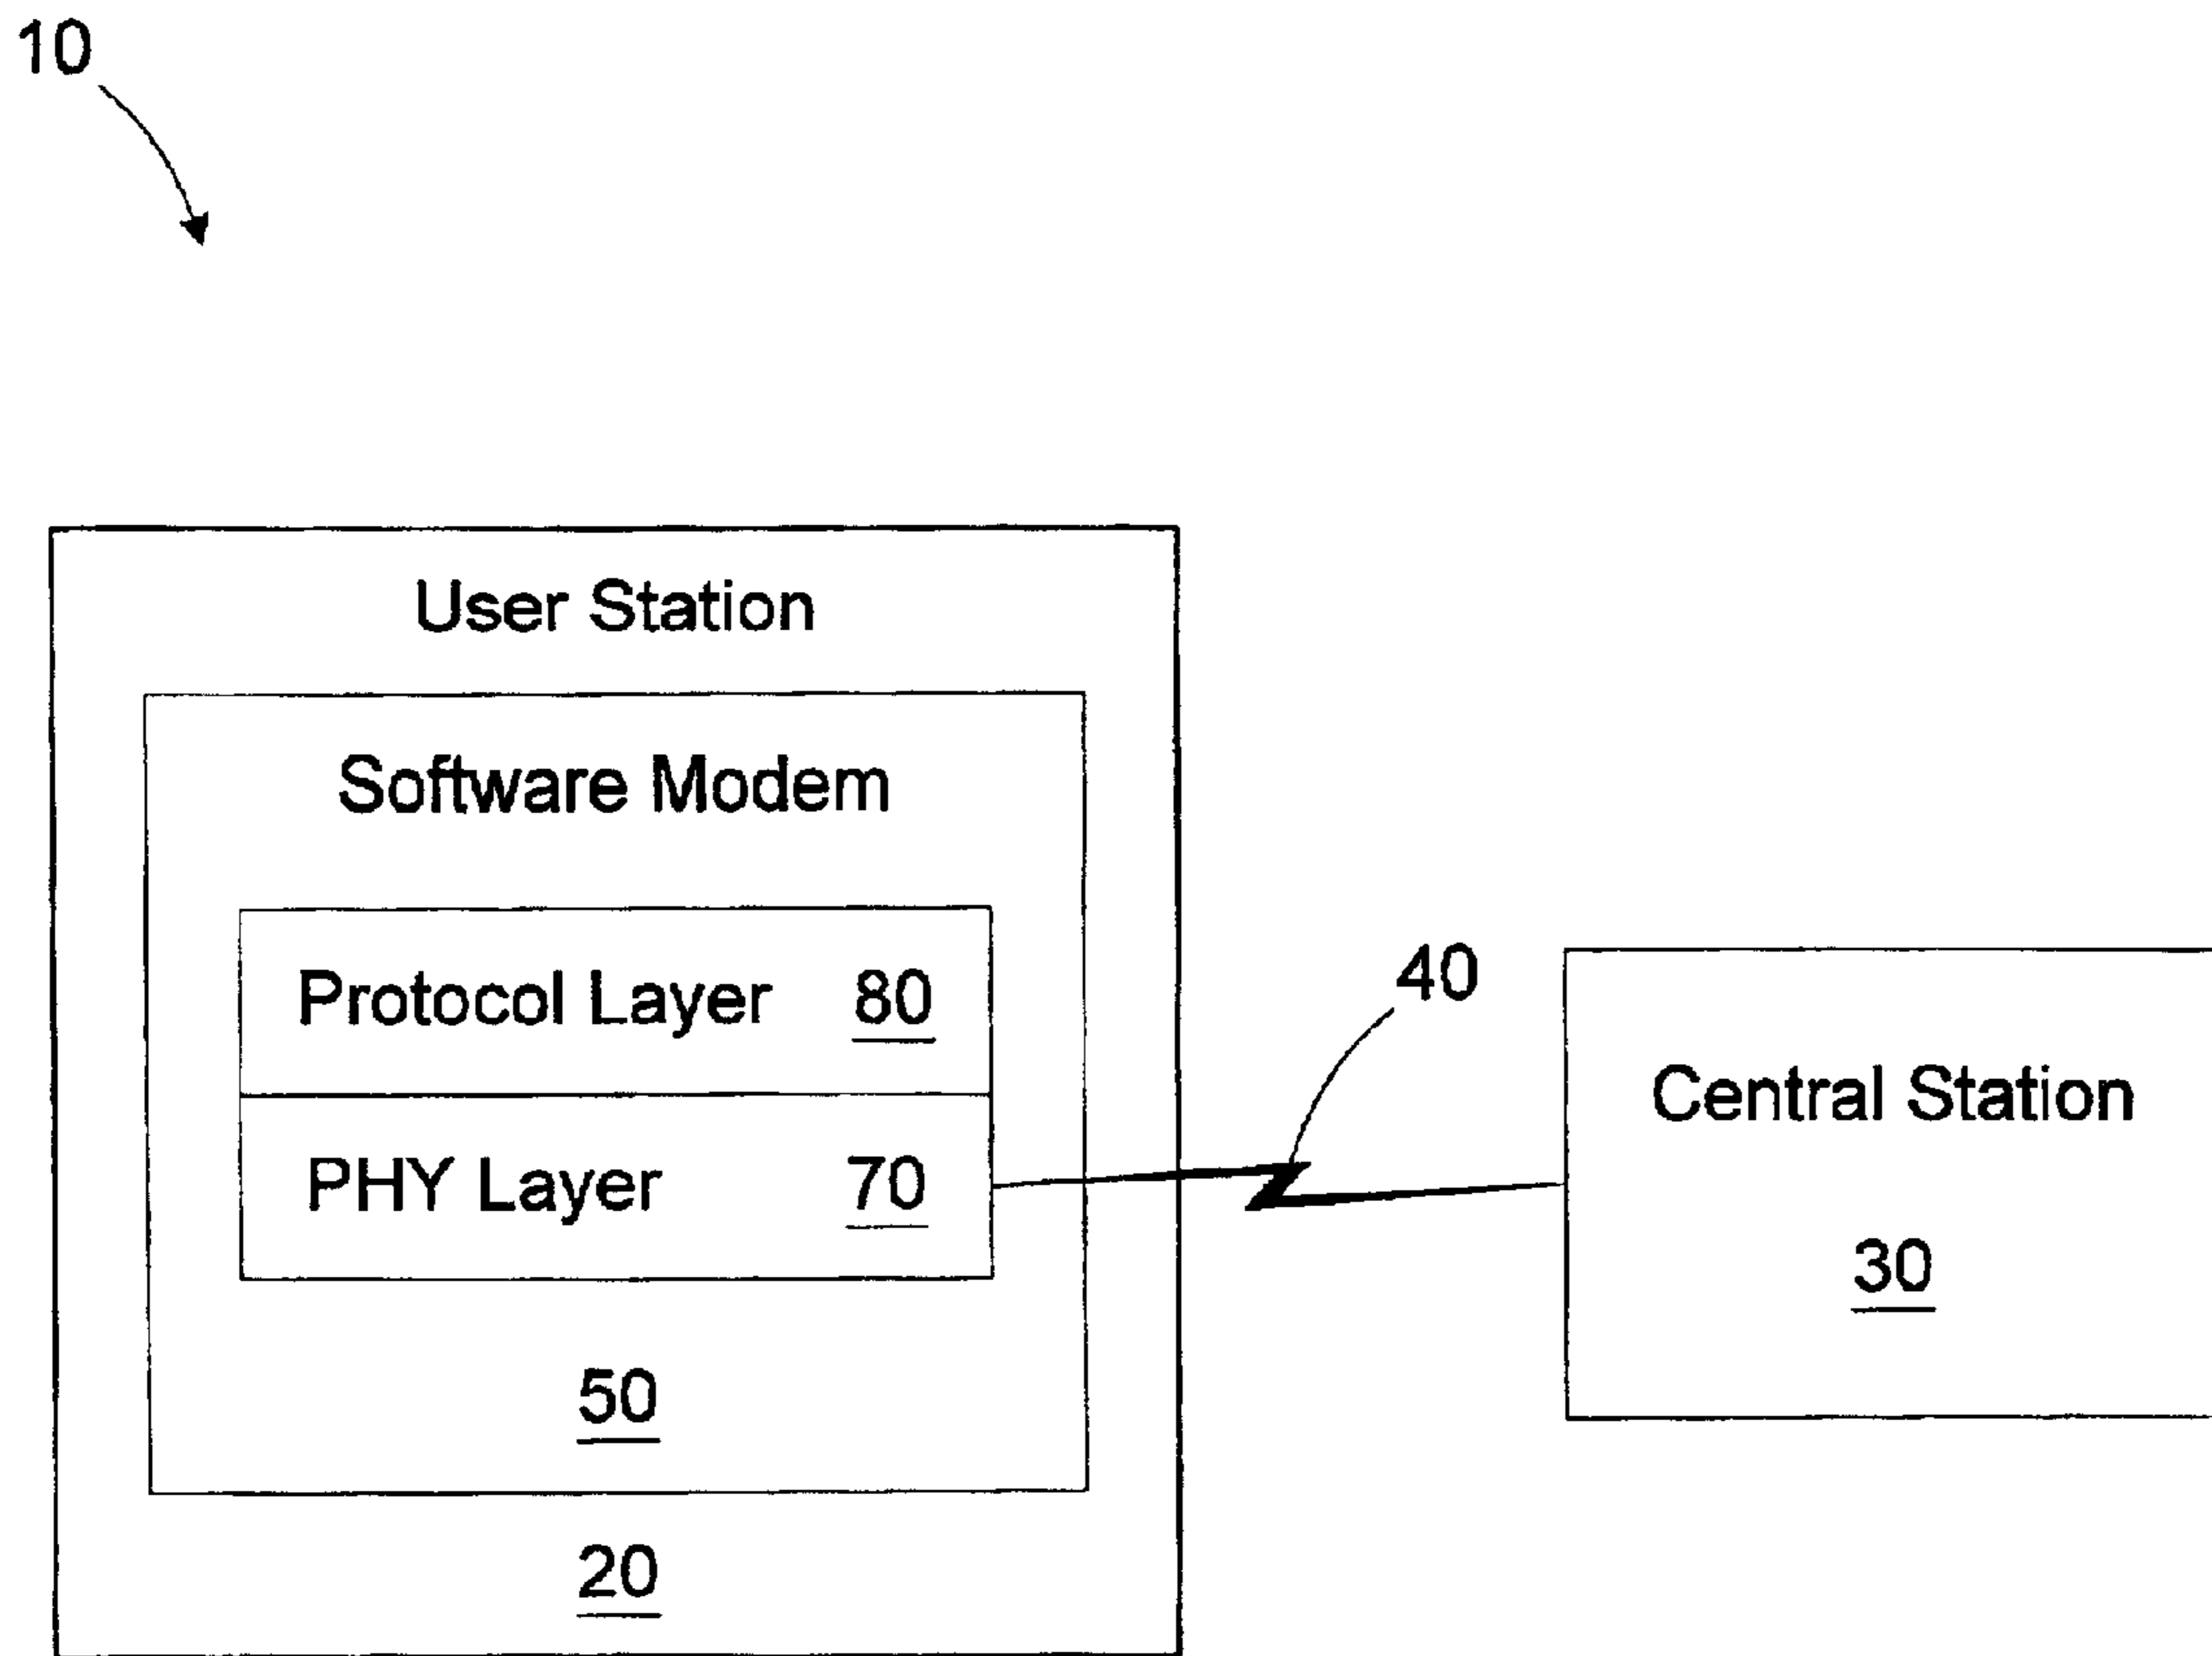 10
User Station
Software Modem
Protocol Layer 80
PHY Layer 70
50
20
40
Central Station
30